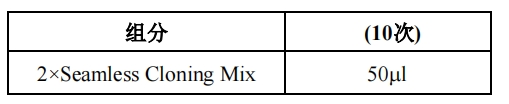 组分 (10次)
2×Seamless Cloning Mix 50μl